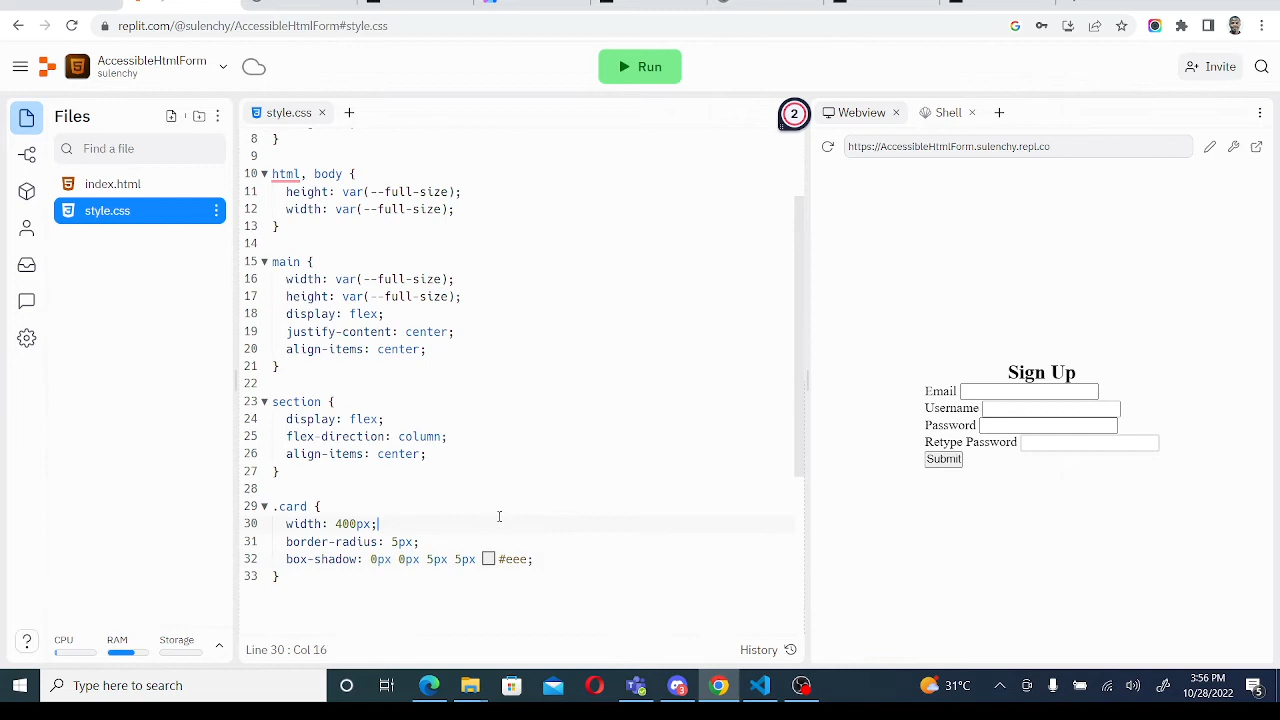 replit.com/@sulenchy/AccessibleHtmlForm#style.css
AccessibleHtmlForm
sulenchy
Run
Invite
Files
Find a file
index.html
style.css
style.css
2
8 }
9
10 html, body {
11 height: var(--full-size);
12 width: var(--full-size);
13 }
14
15 main {
16 width: var(--full-size);
17 height: var(--full-size);
18 display: flex;
19 justify-content: center;
20 align-items: center;
21 }
22
23 section {
24 display: flex;
25 flex-direction: column;
26 align-items: center;
27 }
28
29 .card {
30 width: 400px;
31 border-radius: 5px;
32 box-shadow: 0px 0px 5px 5px #eee;
33 }
Line 30 : Col 16
History
Webview
Shell
https://AccessibleHtmlForm.sulenchy.repl.co
Sign Up
Email
Username
Password
Retype Password
Submit
?
CPU
RAM
Storage
Type here to search
3
31°C
3:56 PM
10/28/2022